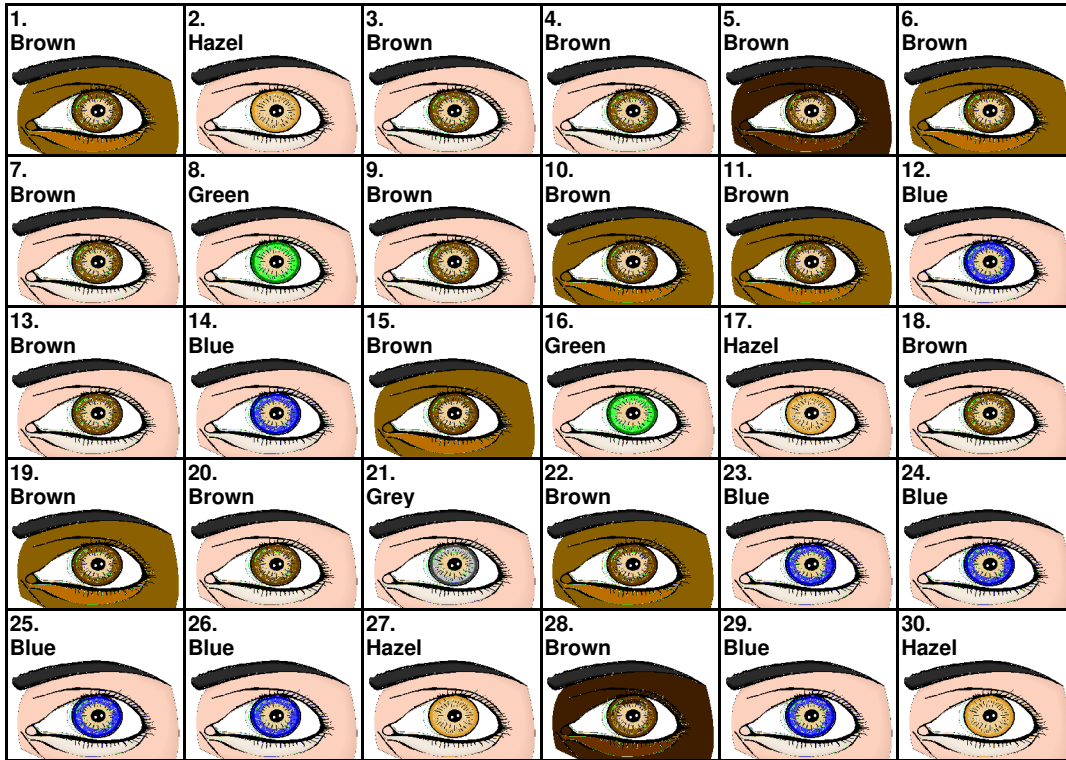 1.
Brown
2.
Hazel
3.
Brown
4.
Brown
5.
Brown
6.
Brown
7.
Brown
8.
Green
9.
Brown
10.
Brown
11.
Brown
12.
Blue
13.
Brown
14.
Blue
15.
Brown
16.
Green
17.
Hazel
18.
Brown
19.
Brown
20.
Brown
21.
Grey
22.
Brown
23.
Blue
24.
Blue
25.
Blue
26.
Blue
27.
Hazel
28.
Brown
29.
Blue
30.
Hazel